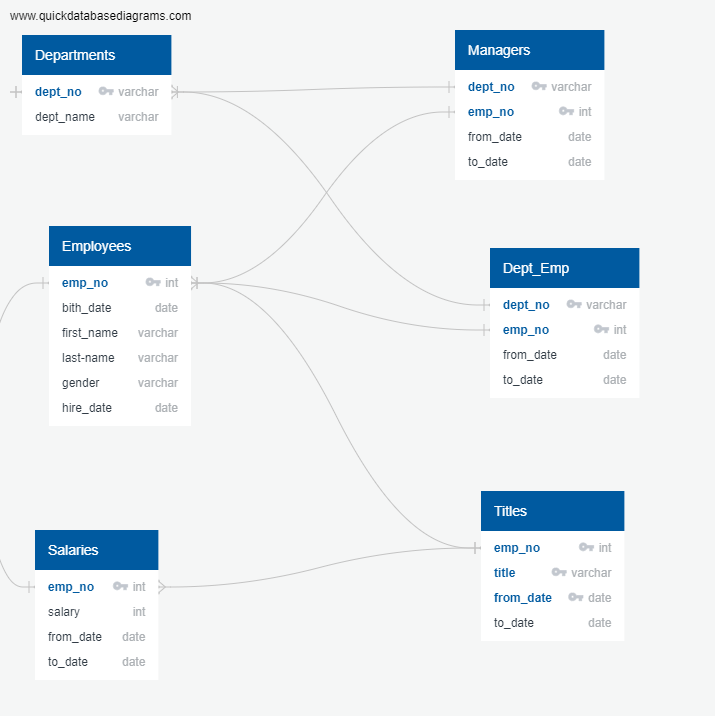 www.quickdatabasediagrams.com
Departments
dept_no varchar
dept_name varchar
Managers
dept_no varchar
emp_no int
from_date date
to_date date
Employees
emp_no int
bith_date date
first_name varchar
last-name varchar
gender varchar
hire_date date
Dept_Emp
dept_no varchar
emp_no int
from_date date
to_date date
Salaries
emp_no int
salary int
from_date date
to_date date
Titles
emp_no int
title varchar
from_date date
to_date date